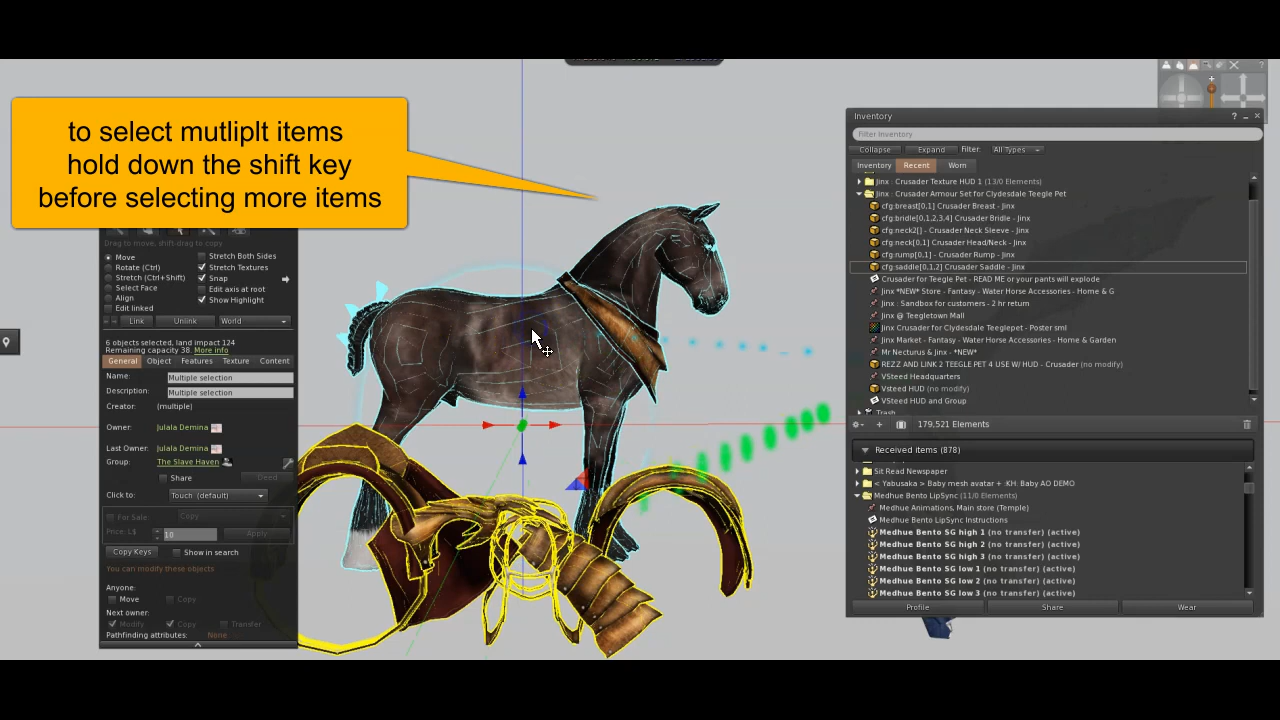 to select mutliplt items
hold down the shift key
before selecting more items
Drag to move, shift-drag to copy
Move
Rotate (Ctrl)
Stretch (Ctrl+Shift)
Select Face
Align
Edit linked
Stretch Both Sides
Stretch Textures
Snap
Edit axis at root
Show Highlight
Link
Unlink
World
6 objects selected, land impact 124
Remaining capacity 38. More info
General
Object
Features
Texture
Content
Name: Multiple selection
Description: Multiple selection
Creator: (multiple)
Owner: Julala Demina
Last Owner: Julala Demina
Group: The Slave Haven
Share
Deed
Click to: Touch (default)
For Sale: Copy
Price: L$ 10
Apply
Copy Keys
Show in search
You can modify these objects
Anyone:
Move
Copy
Next owner:
Modify
Copy
Transfer
Pathfinding attributes: None
Inventory
? _ ×
Filter Inventory
Collapse
Expand
Filter:
All Types
Inventory
Recent
Worn
Jinx : Crusader Texture HUD 1 (13/0 Elements)
Jinx : Crusader Armour Set for Clydesdale Teegle Pet
cfg:breast[0,1] Crusader Breast - Jinx
cfg:bridle[0,1,2,3,4] Crusader Bridle - Jinx
cfg:neck2[] - Crusader Neck Sleeve - Jinx
cfg:neck[0,1] Crusader Head/Neck - Jinx
cfg:rump[0,1] - Crusader Rump - Jinx
cfg:saddle[0,1,2] Crusader Saddle - Jinx
Crusader for Teegle Pet - READ ME or your pants will explode
Jinx *NEW* Store - Fantasy - Water Horse Accessories - Home & G
Jinx : Sandbox for customers - 2 hr return
Jinx @ Teegletown Mall
Jinx Crusader for Clydesdale Teeglepet - Poster sml
Jinx Market - Fantasy - Water Horse Accessories - Home & Garden
Mr Necturus & Jinx - *NEW*
REZZ AND LINK 2 TEEGLE PET 4 USE W/ HUD - Crusader (no modify)
VSteed Headquarters
Vsteed HUD (no modify)
VSteed HUD and Group
Trash
179,521 Elements
Received items (878)
Sit Read Newspaper
< Yabusaka > Baby mesh avatar + :KH: Baby AO DEMO
Medhue Bento LipSync (11/0 Elements)
Medhue Animations, Main store (Temple)
Medhue Bento LipSync Instructions
Medhue Bento SG high 1 (no transfer) (active)
Medhue Bento SG high 2 (no transfer) (active)
Medhue Bento SG high 3 (no transfer) (active)
Medhue Bento SG low 1 (no transfer) (active)
Medhue Bento SG low 2 (no transfer) (active)
Medhue Bento SG low 3 (no transfer) (active)
Profile
Share
Wear